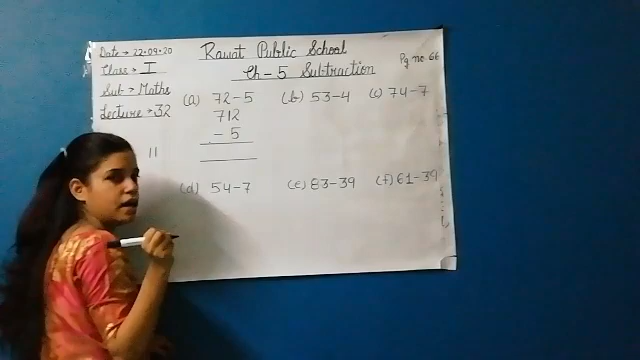 Date → 22·09·20
Rawat Public School
Pg no. 66
Class → I
Ch-5 Subtraction
Sub → Maths
Lecture → 32
(a) 72-5
(b) 53-4
(c) 74-7
712
- 5
11
(d) 54-7
(e) 83-39
(f) 61-39